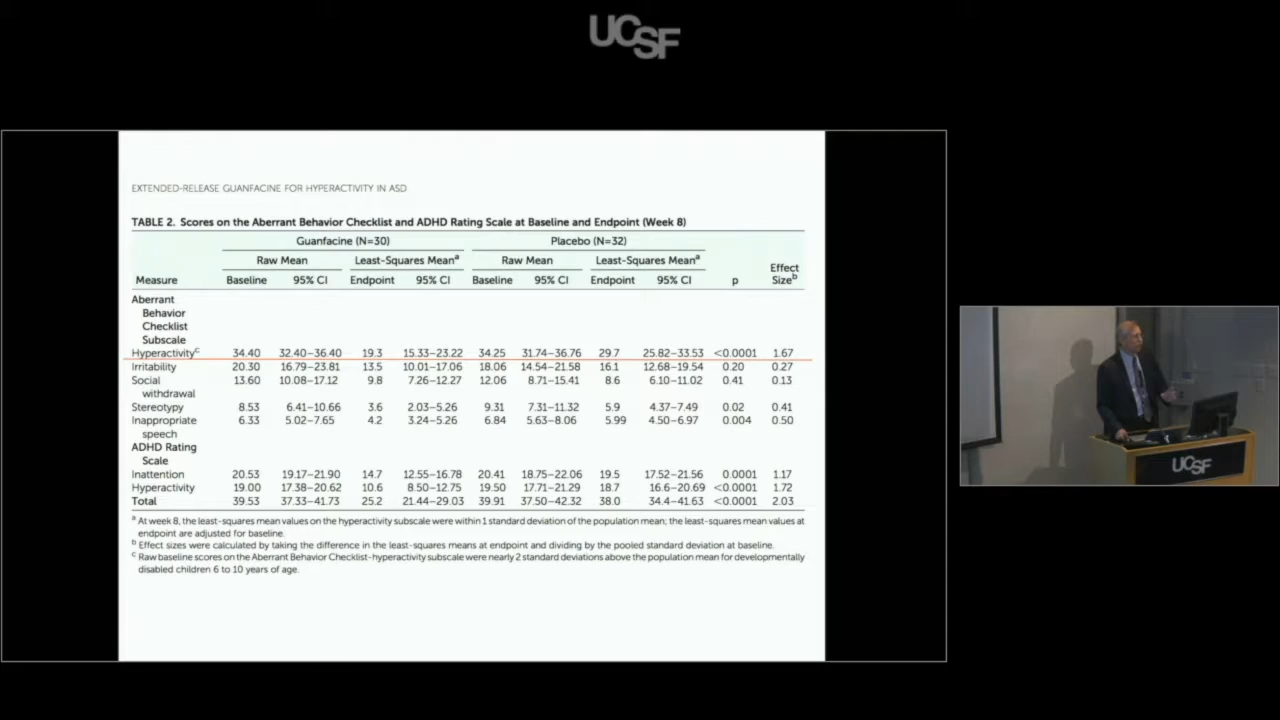 UCSF
EXTENDED-RELEASE GUANFACINE FOR HYPERACTIVITY IN ASD
TABLE 2. Scores on the Aberrant Behavior Checklist and ADHD Rating Scale at Baseline and Endpoint (Week 8)
Guanfacine (N=30) Placebo (N=32)
Raw Mean Least-Squares Meana Raw Mean Least-Squares Meana
Measure Baseline 95% CI Endpoint 95% CI Baseline 95% CI Endpoint 95% CI p Effect Sizeb
Aberrant
Behavior
Checklist
Subscale
Hyperactivityc 34.40 32.40–36.40 19.3 15.33–23.22 34.25 31.74–36.76 29.7 25.82–33.53 <0.0001 1.67
Irritability 20.30 16.79–23.81 13.5 10.01–17.06 18.06 14.54–21.58 16.1 12.68–19.54 0.20 0.27
Social 13.60 10.08–17.12 9.8 7.26–12.27 12.06 8.71–15.41 8.6 6.10–11.02 0.41 0.13
withdrawal
Stereotypy 8.53 6.41–10.66 3.6 2.03–5.26 9.31 7.31–11.32 5.9 4.37–7.49 0.02 0.41
Inappropriate 6.33 5.02–7.65 4.2 3.24–5.26 6.84 5.63–8.06 5.99 4.50–6.97 0.004 0.50
speech
ADHD Rating
Scale
Inattention 20.53 19.17–21.90 14.7 12.55–16.78 20.41 18.75–22.06 19.5 17.52–21.56 0.0001 1.17
Hyperactivity 19.00 17.38–20.62 10.6 8.50–12.75 19.50 17.71–21.29 18.7 16.6–20.69 <0.0001 1.72
Total 39.53 37.33–41.73 25.2 21.44–29.03 39.91 37.50–42.32 38.0 34.4–41.63 <0.0001 2.03
a At week 8, the least-squares mean values on the hyperactivity subscale were within 1 standard deviation of the population mean; the least-squares mean values at
endpoint are adjusted for baseline.
b Effect sizes were calculated by taking the difference in the least-squares means at endpoint and dividing by the pooled standard deviation at baseline.
c Raw baseline scores on the Aberrant Behavior Checklist-hyperactivity subscale were nearly 2 standard deviations above the population mean for developmentally
disabled children 6 to 10 years of age.
UCSF